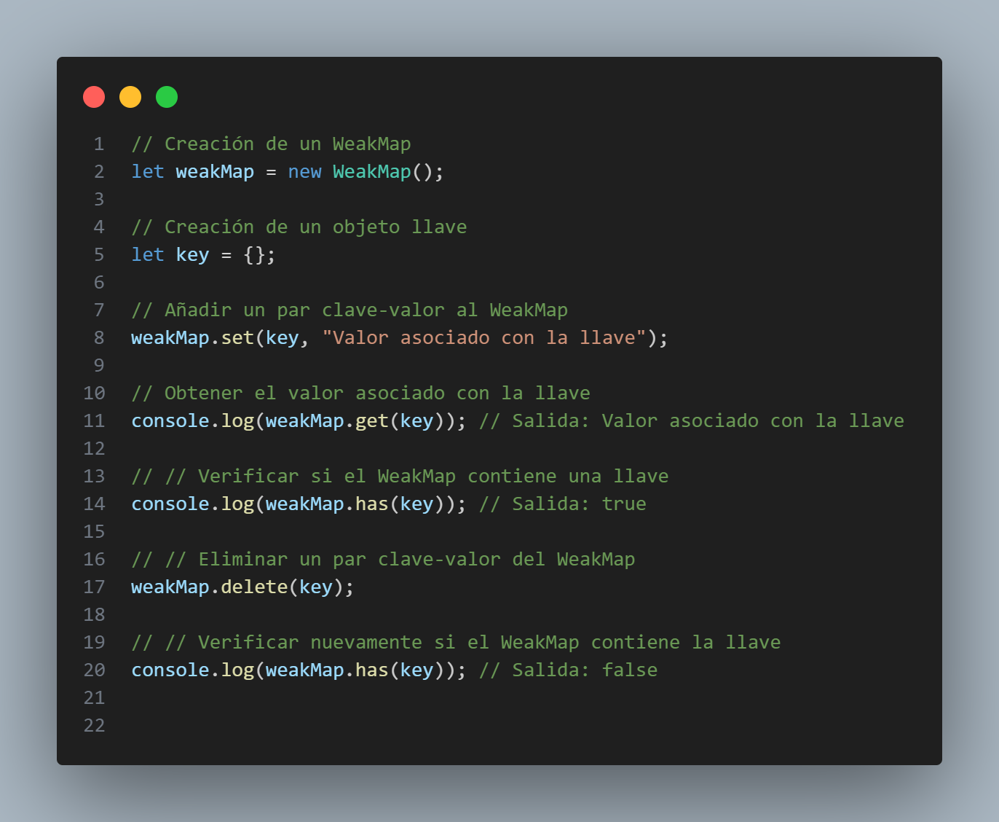 1 // Creación de un WeakMap
2 let weakMap = new WeakMap();
3
4 // Creación de un objeto llave
5 let key = {};
6
7 // Añadir un par clave-valor al WeakMap
8 weakMap.set(key, "Valor asociado con la llave");
9
10 // Obtener el valor asociado con la llave
11 console.log(weakMap.get(key)); // Salida: Valor asociado con la llave
12
13 // // Verificar si el WeakMap contiene una llave
14 console.log(weakMap.has(key)); // Salida: true
15
16 // // Eliminar un par clave-valor del WeakMap
17 weakMap.delete(key);
18
19 // // Verificar nuevamente si el WeakMap contiene la llave
20 console.log(weakMap.has(key)); // Salida: false
21
22